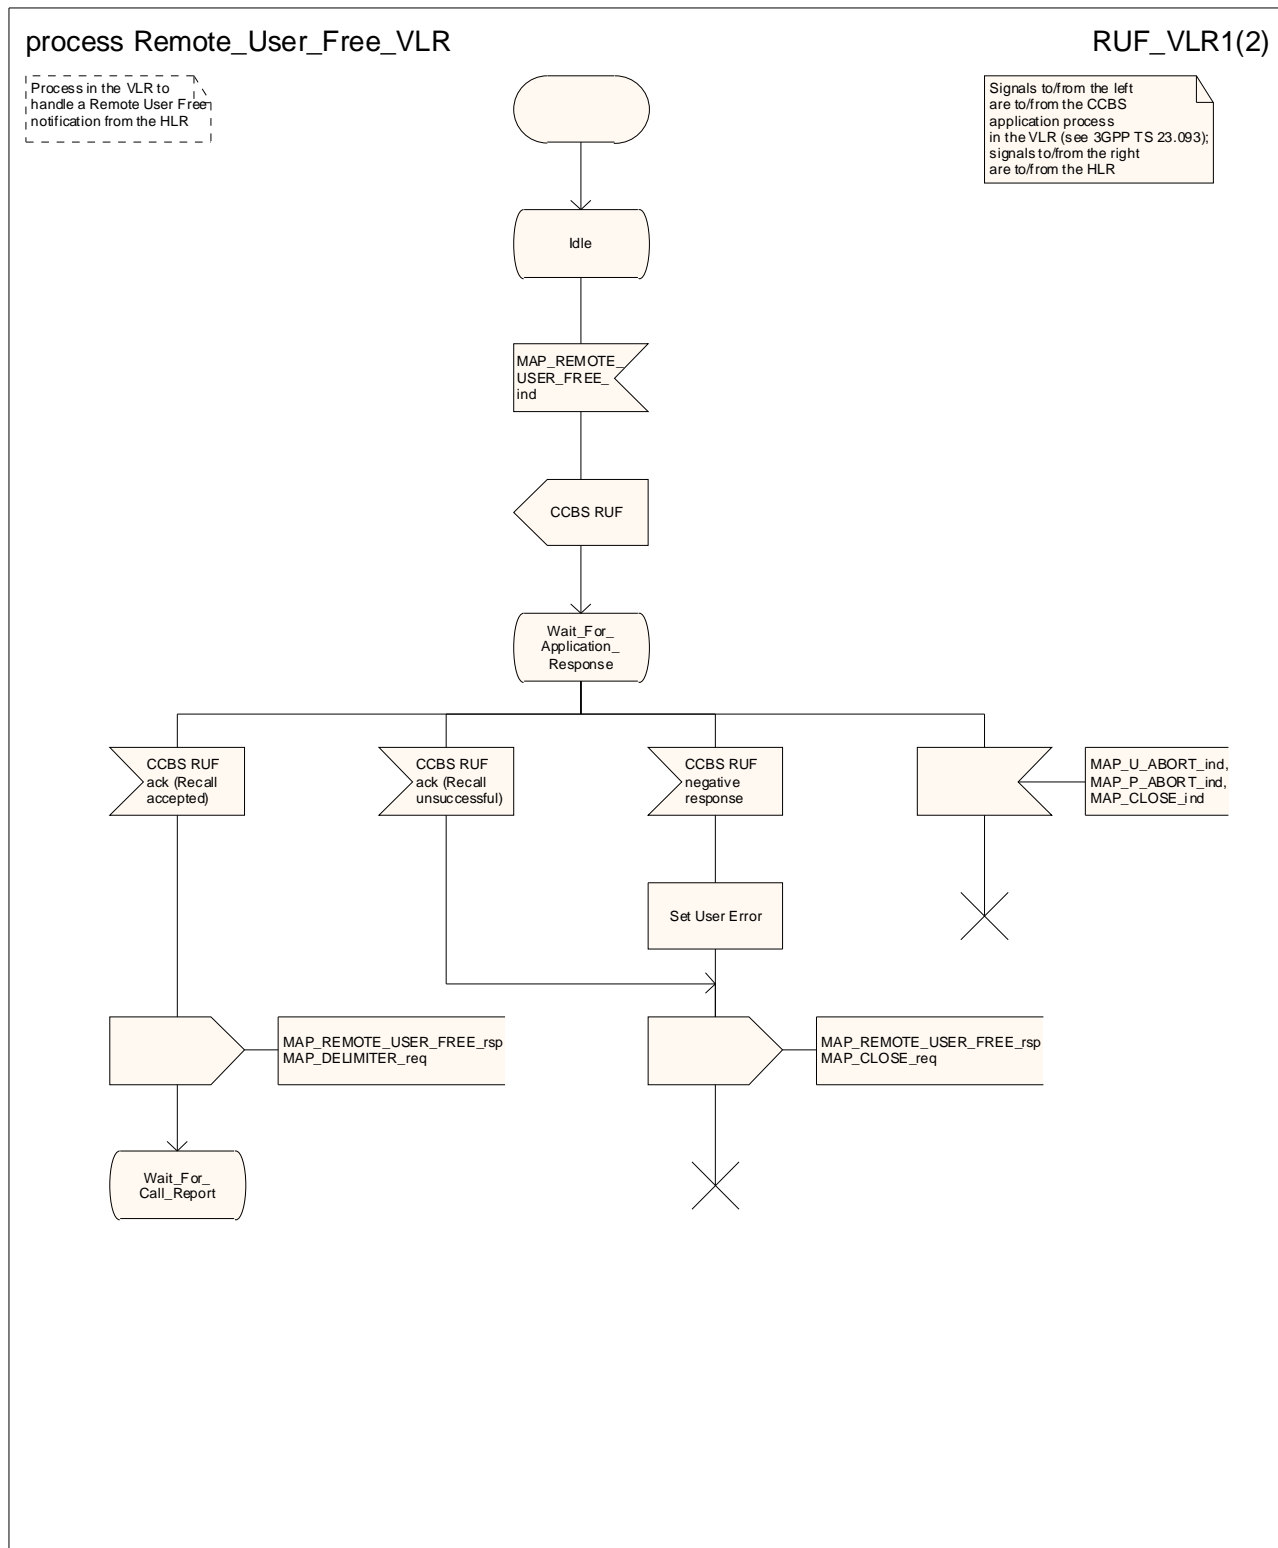 process Remote_User_Free_VLR
RUF_VLR1(2)
Process in the VLR to
handle a Remote User Free
notification from the HLR
Signals to/from the left
are to/from the CCBS
application process
in the VLR (see 3GPP TS 23.093);
signals to/from the right
are to/from the HLR
Idle
MAP_REMOTE_
USER_FREE_
ind
CCBS RUF
Wait_For_
Application_
Response
CCBS RUF
ack (Recall
accepted)
CCBS RUF
ack (Recall
unsuccessful)
CCBS RUF
negative
response
MAP_U_ABORT_ind,
MAP_P_ABORT_ind,
MAP_CLOSE_ind
Set User Error
MAP_REMOTE_USER_FREE_rsp
MAP_DELIMITER_req
MAP_REMOTE_USER_FREE_rsp
MAP_CLOSE_req
Wait_For_
Call_Report